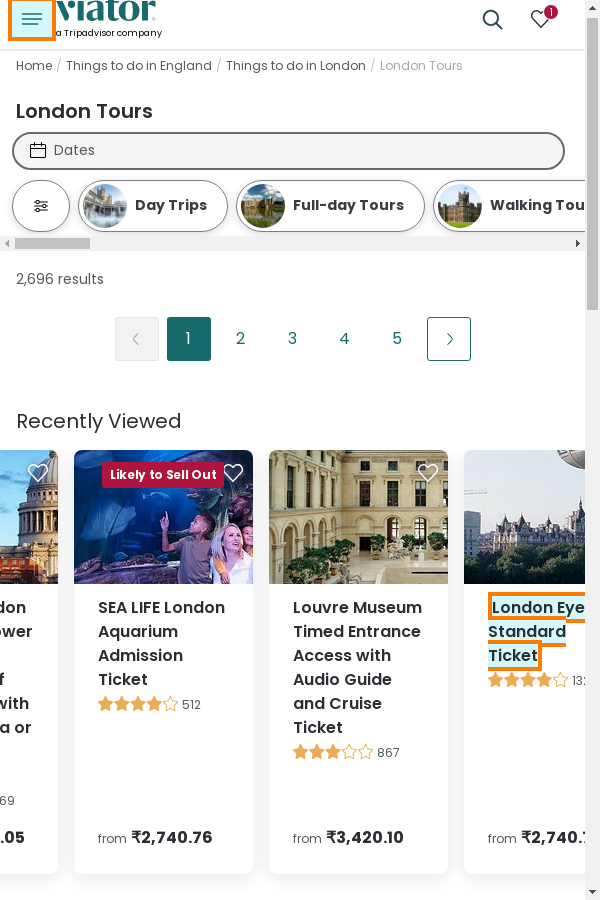 viator
1
a Tripadvisor company
Home / Things to do in England / Things to do in London / London Tours
London Tours
Dates
Day Trips
Full-day Tours
Walking Tou
2,696 results
1 2 3 4 5
Recently Viewed
Likely to Sell Out
don
ower
f
with
a or
69
.05
SEA LIFE London
Aquarium
Admission
Ticket
512
from ₹2,740.76
Louvre Museum
Timed Entrance
Access with
Audio Guide
and Cruise
Ticket
867
from ₹3,420.10
London Eye
Standard
Ticket
132
from ₹2,740.7